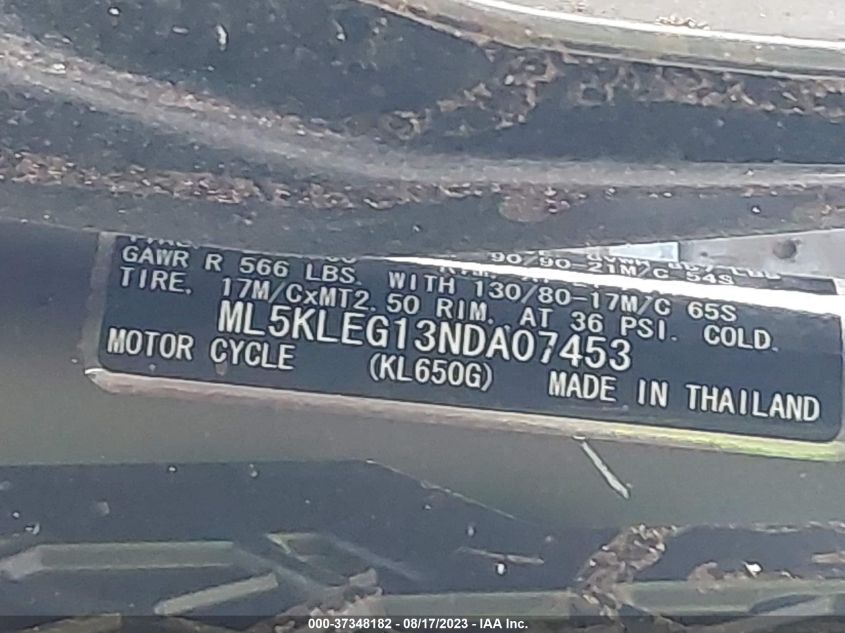 90/90-21M/C 54S
GAWR R 566 LBS. WITH 130/80-17M/C 65S
TIRE, 17M/CxMT2.50 RIM, AT 36 PSI. COLD.
ML5KLEG13NDA07453
MOTOR CYCLE (KL650G) MADE IN THAILAND
000-37348182 - 08/17/2023 - IAA Inc.